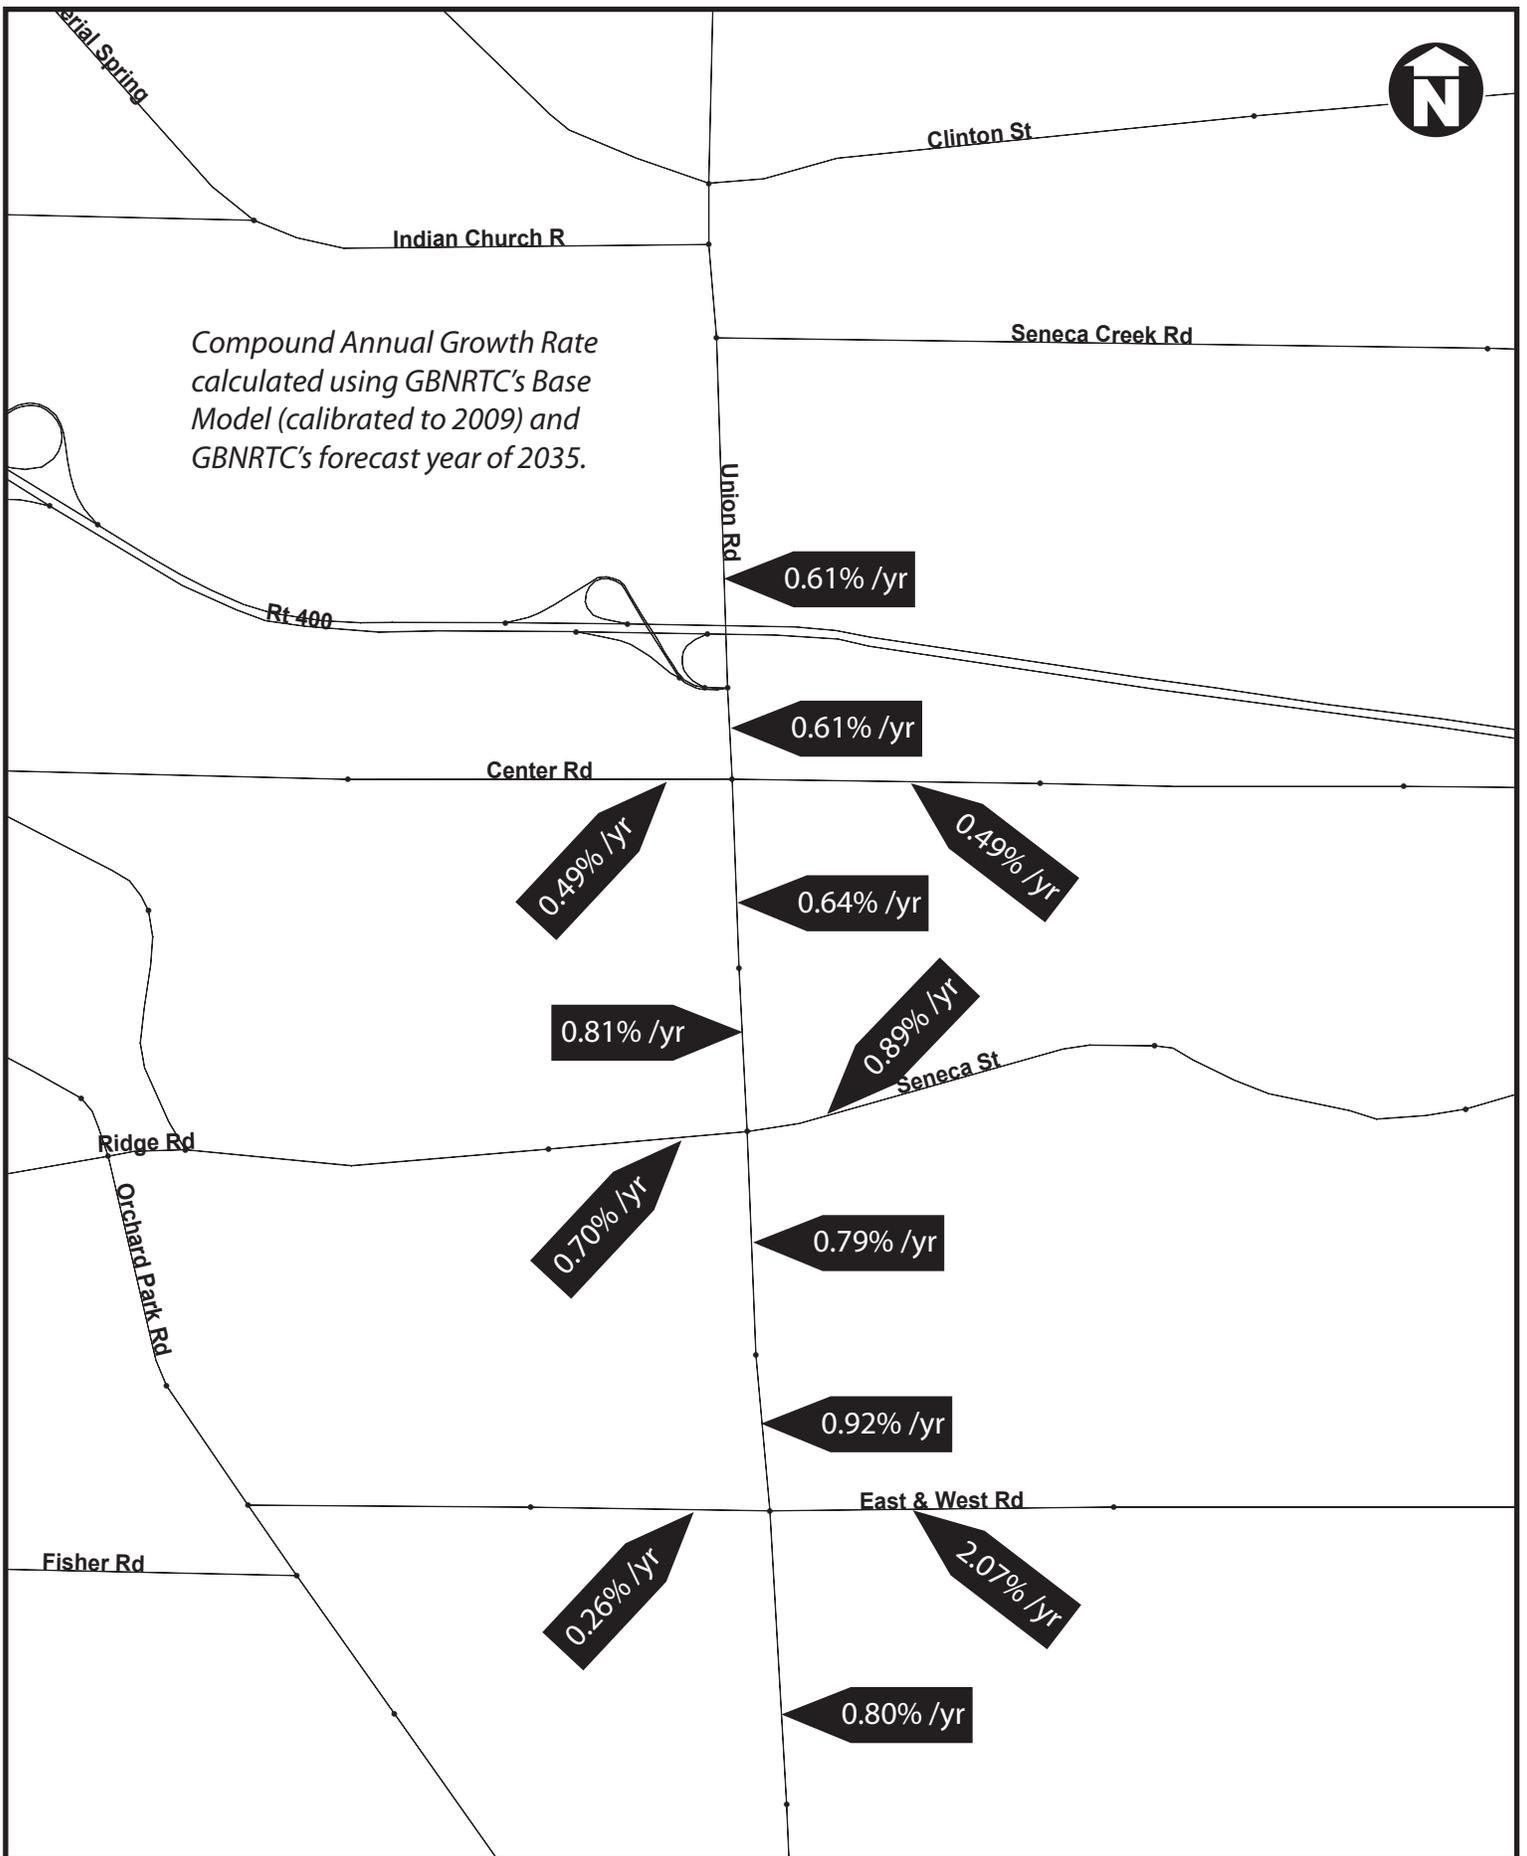 erial Spring
N
Clinton St
Indian Church R
Seneca Creek Rd
Compound Annual Growth Rate
calculated using GBNRTC’s Base
Model (calibrated to 2009) and
GBNRTC’s forecast year of 2035.
Union Rd
0.61% /yr
Rt 400
0.61% /yr
Center Rd
0.49% /yr
0.49% /yr
0.64% /yr
0.81% /yr
0.89% /yr
Seneca St
Ridge Rd
0.70% /yr
Orchard Park Rd
0.79% /yr
0.92% /yr
East & West Rd
Fisher Rd
0.26% /yr
2.07% /yr
0.80% /yr